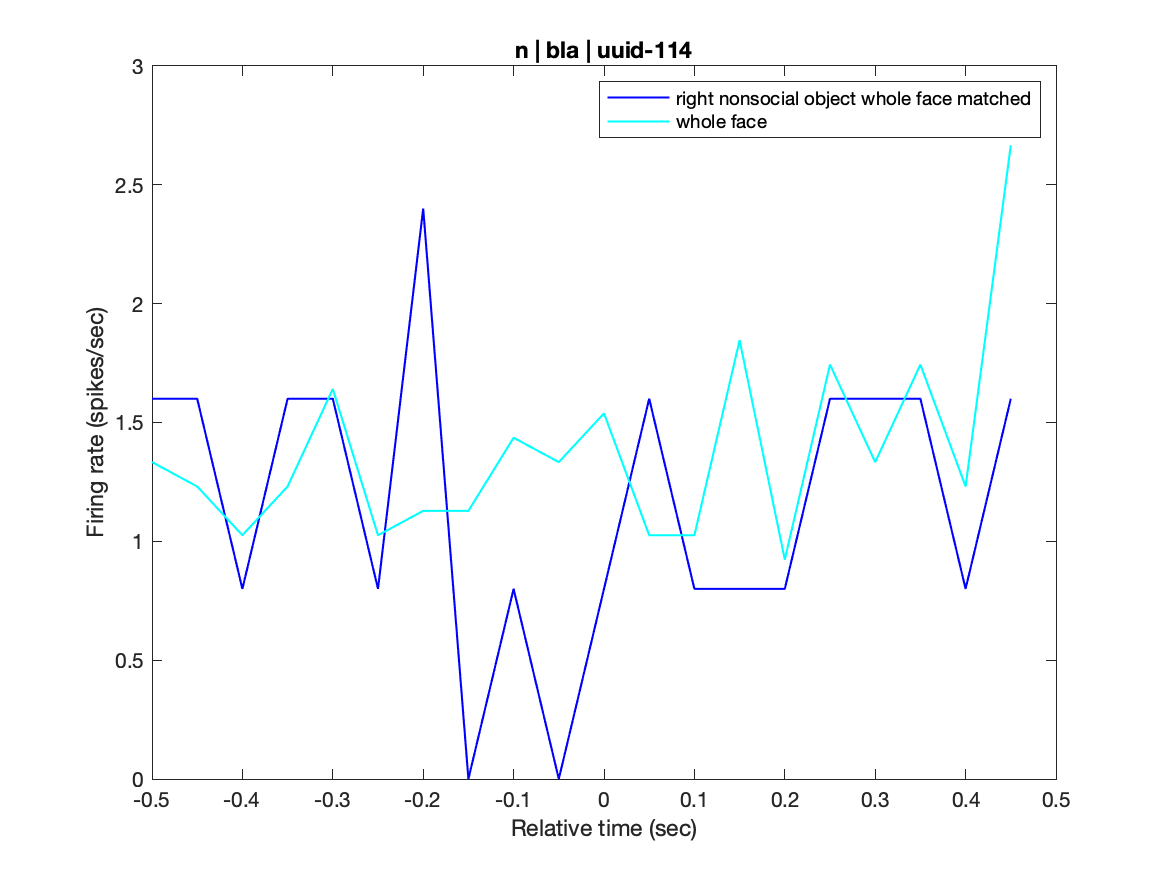 n | bla | uuid-114
right nonsocial object whole face matched
whole face
Firing rate (spikes/sec)
3
2.5
2
1.5
1
0.5
0
-0.5 -0.4 -0.3 -0.2 -0.1 0 0.1 0.2 0.3 0.4 0.5
Relative time (sec)